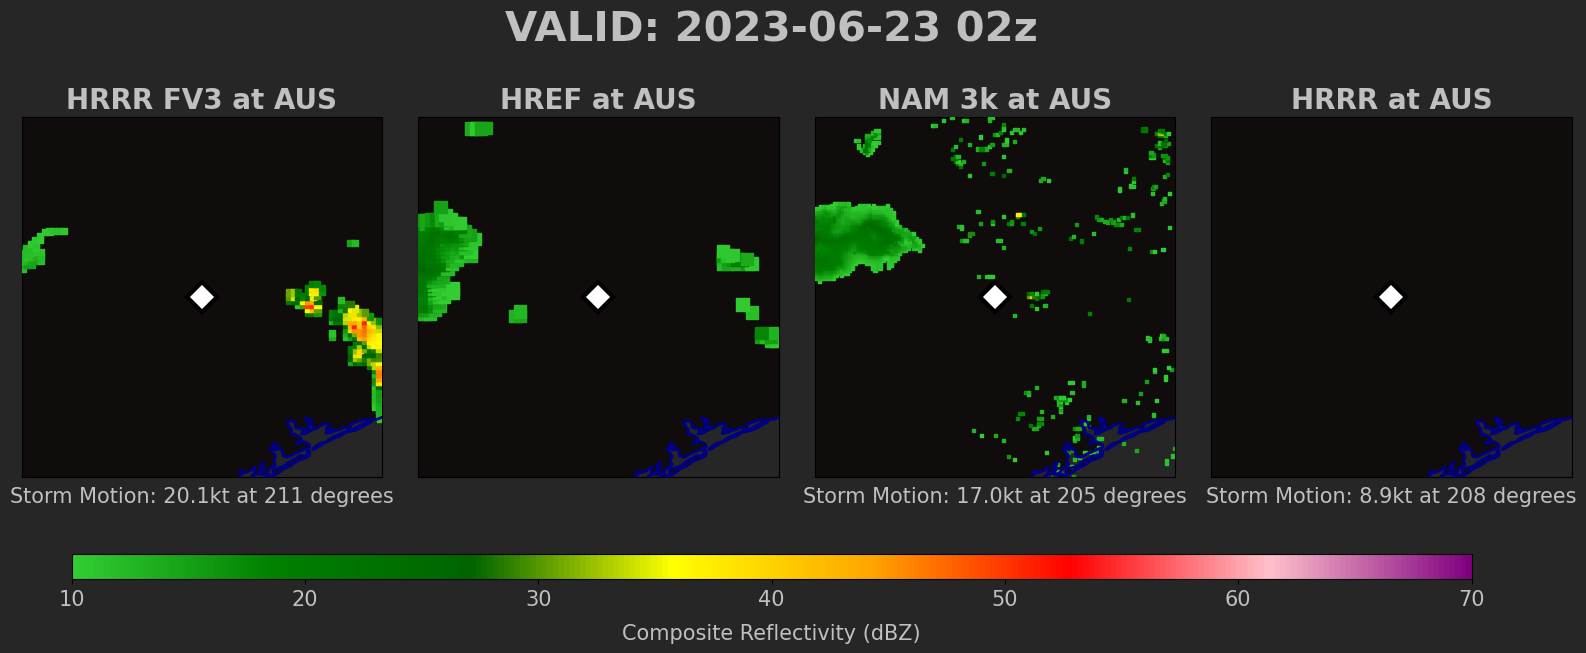 VALID: 2023-06-23 02z
HRRR FV3 at AUS
HREF at AUS
NAM 3k at AUS
HRRR at AUS
Storm Motion: 20.1kt at 211 degrees
Storm Motion: 17.0kt at 205 degrees
Storm Motion: 8.9kt at 208 degrees
10 20 30 40 50 60 70
Composite Reflectivity (dBZ)